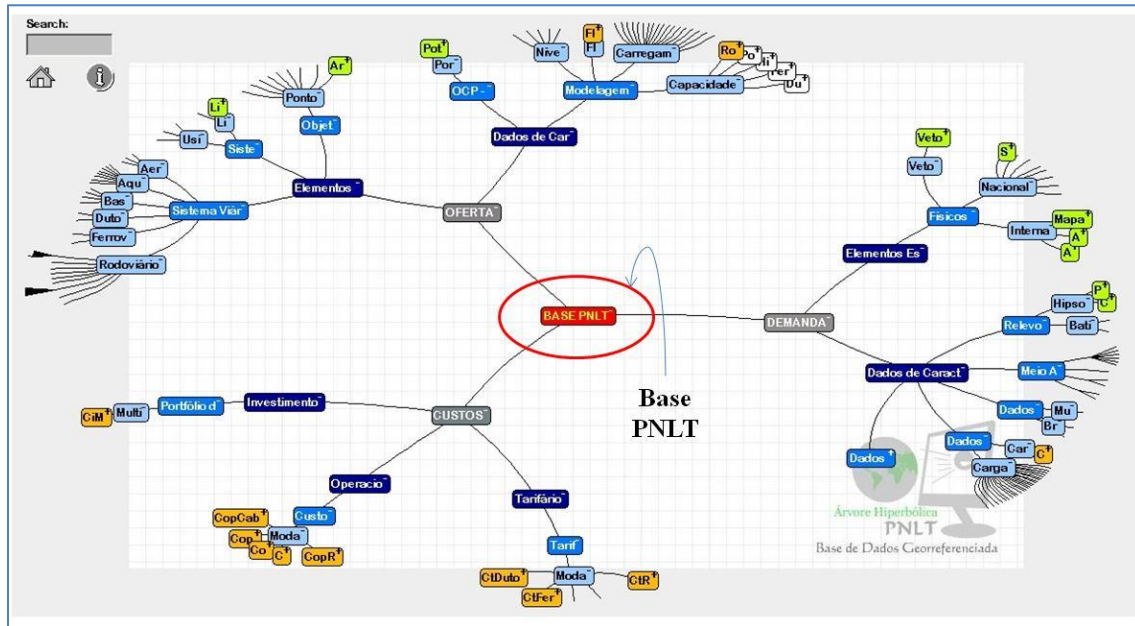 Search:
Ar+
Ponto-
Objet-
Li+
Li-
Usi-
Siste-
Aer-
Aqu-
Bas-
Duto-
Ferrov-
Rodoviário-
Sistema Viár-
Elementos -
OFERTA-
Pot+
Por-
OCP - -
Dados de Car-
Nive-
Fl+
Fl-
Carregam-
Modelagem-
Capacidade-
Ro+
Po+
Du+
Veto+
Veto-
S+
Nacional-
Físicos -
Interna-
Mapa+
A+
A+
Elementos Es-
BASE PNLT-
DEMANDA-
Base
PNLT
P+
C+
Hipso-
Relevo-
Bati-
Dados de Caract-
Meio A-
Dados-
Mu-
Br-
Dados-
Car-
C+
Carga-
Dados +
CUSTOS-
Investimento-
Portfólio d-
Multi-
CiM+
Operacio-
Custo-
Moda-
CopCab+
Cop+
Co+
C+
CopR+
Tarifário-
Tarif-
Moda-
CtDuto+
CtFer+
CtR+
Árvore Hiperbólica
PNLT
Base de Dados Georreferenciada